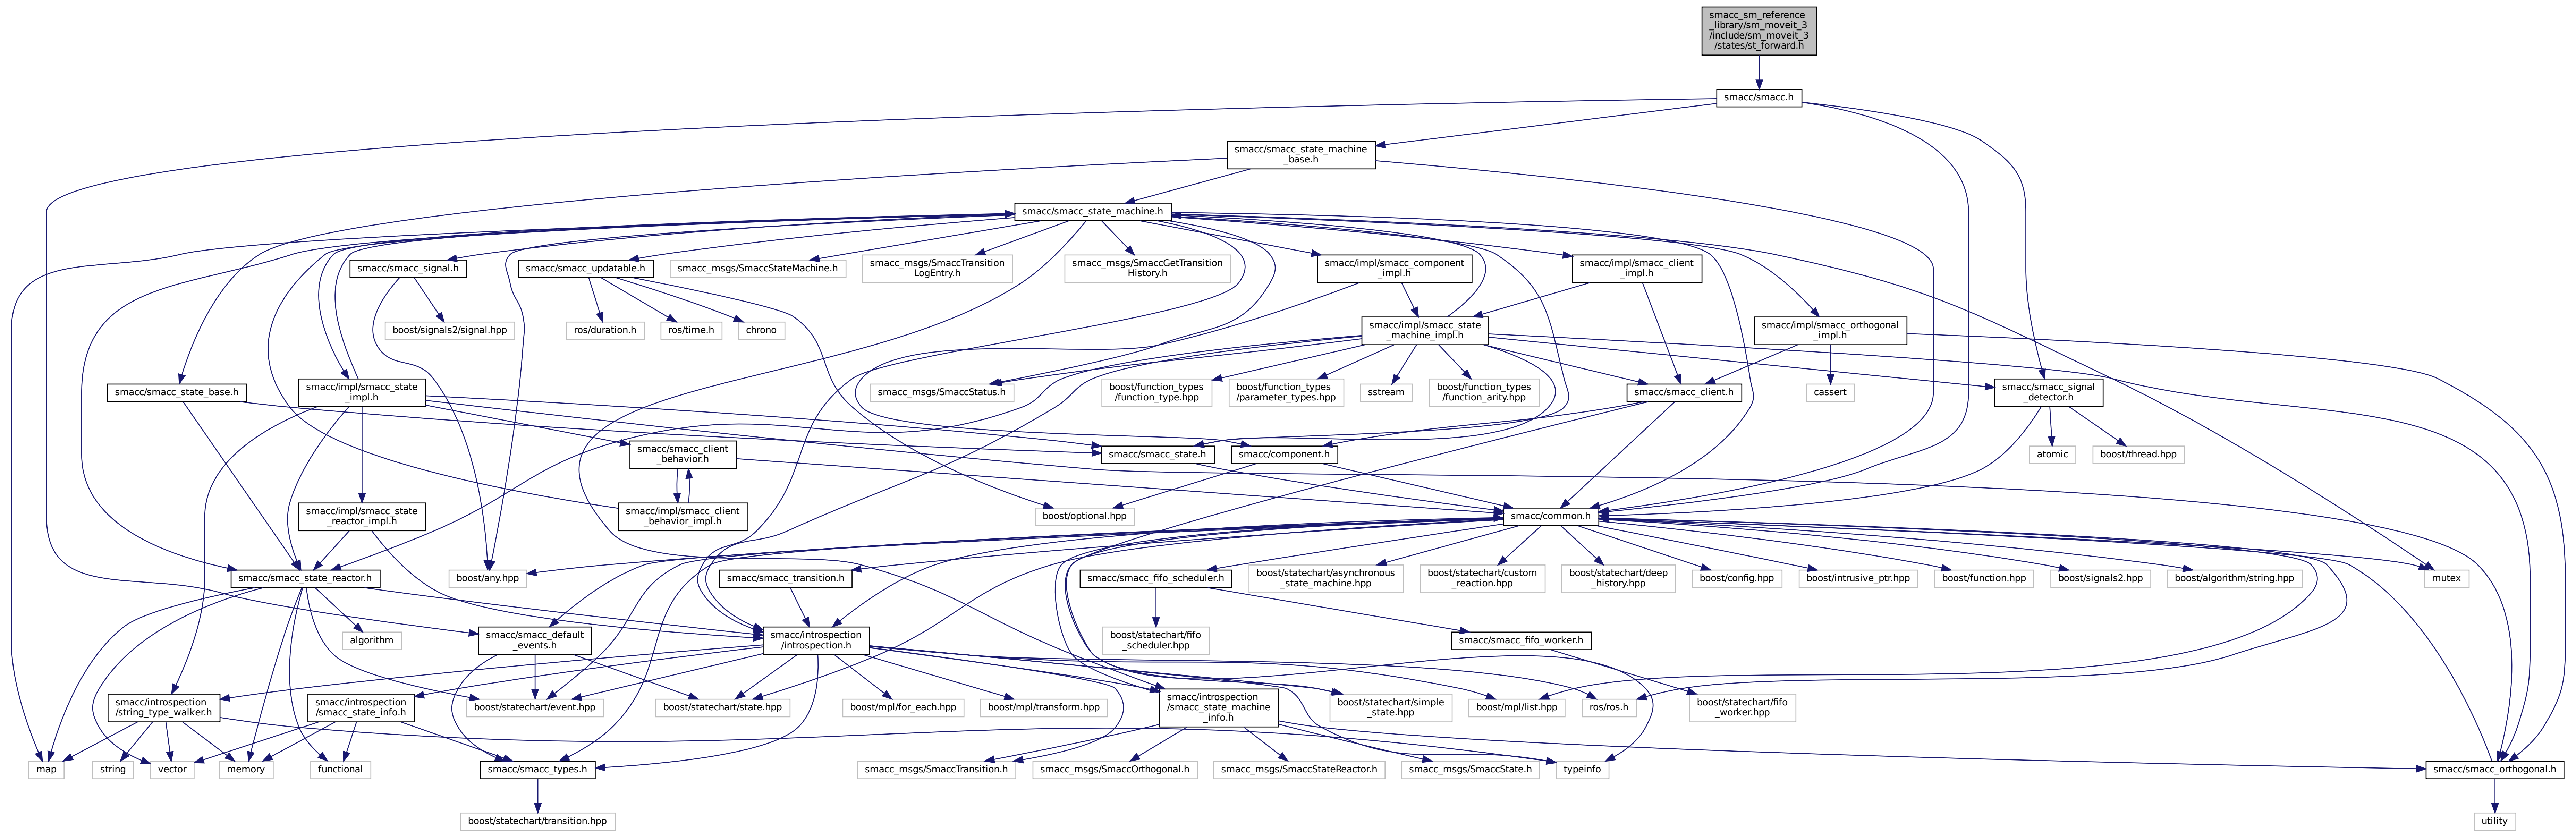 smacc_sm_reference
_library/sm_moveit_3
/include/sm_moveit_3
/states/st_forward.h
smacc/smacc.h
smacc/smacc_state_machine
_base.h
smacc/smacc_state_machine.h
smacc/smacc_signal.h
smacc/smacc_updatable.h
smacc_msgs/SmaccStateMachine.h
smacc_msgs/SmaccTransition
LogEntry.h
smacc_msgs/SmaccGetTransition
History.h
smacc/impl/smacc_component
_impl.h
smacc/impl/smacc_client
_impl.h
boost/signals2/signal.hpp
ros/duration.h
ros/time.h
chrono
smacc/impl/smacc_state
_machine_impl.h
smacc/impl/smacc_orthogonal
_impl.h
smacc/smacc_state_base.h
smacc/impl/smacc_state
_impl.h
smacc_msgs/SmaccStatus.h
boost/function_types
/function_type.hpp
boost/function_types
/parameter_types.hpp
sstream
boost/function_types
/function_arity.hpp
smacc/smacc_client.h
cassert
smacc/smacc_signal
_detector.h
smacc/smacc_client
_behavior.h
smacc/smacc_state.h
smacc/component.h
atomic
boost/thread.hpp
smacc/impl/smacc_state
_reactor_impl.h
smacc/impl/smacc_client
_behavior_impl.h
boost/optional.hpp
smacc/common.h
smacc/smacc_state_reactor.h
boost/any.hpp
smacc/smacc_transition.h
smacc/smacc_fifo_scheduler.h
boost/statechart/asynchronous
_state_machine.hpp
boost/statechart/custom
_reaction.hpp
boost/statechart/deep
_history.hpp
boost/config.hpp
boost/intrusive_ptr.hpp
boost/function.hpp
boost/signals2.hpp
boost/algorithm/string.hpp
mutex
algorithm
smacc/smacc_default
_events.h
smacc/introspection
/introspection.h
boost/statechart/fifo
_scheduler.hpp
smacc/smacc_fifo_worker.h
smacc/introspection
/string_type_walker.h
smacc/introspection
/smacc_state_info.h
boost/statechart/event.hpp
boost/statechart/state.hpp
boost/mpl/for_each.hpp
boost/mpl/transform.hpp
smacc/introspection
/smacc_state_machine
_info.h
boost/statechart/simple
_state.hpp
boost/mpl/list.hpp
ros/ros.h
boost/statechart/fifo
_worker.hpp
map
string
vector
memory
functional
smacc/smacc_types.h
smacc_msgs/SmaccTransition.h
smacc_msgs/SmaccOrthogonal.h
smacc_msgs/SmaccStateReactor.h
smacc_msgs/SmaccState.h
typeinfo
smacc/smacc_orthogonal.h
boost/statechart/transition.hpp
utility